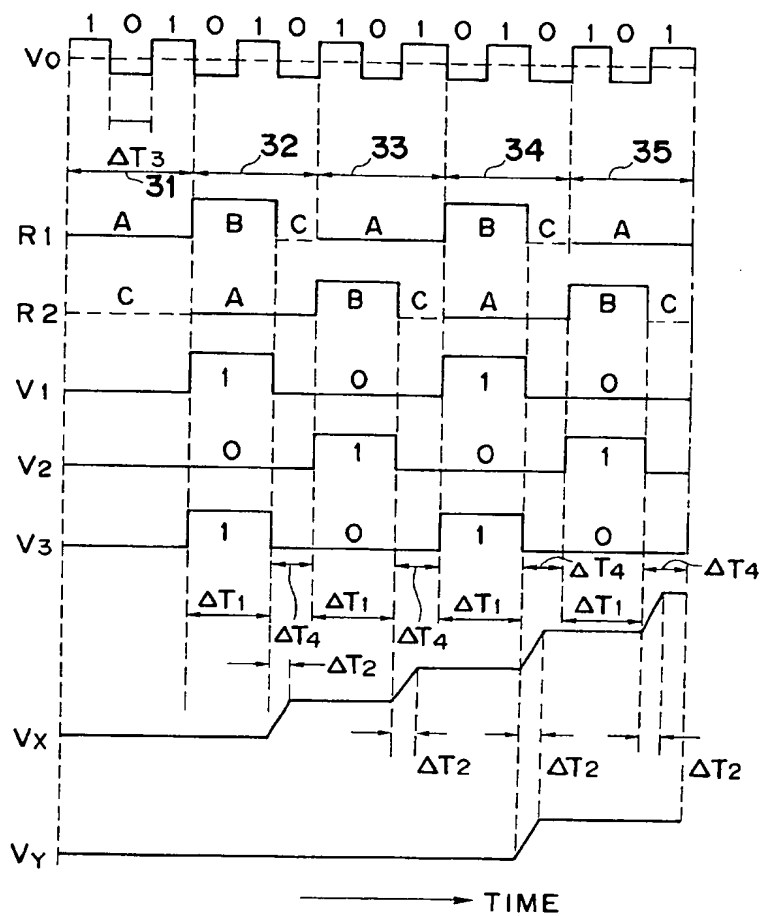 1 0 1 0 1 0 1 0 1 0 1 0 1 0 1
V0
ΔT3 32 33 34 35
31
R1 A B C A B C A
R2 C A B C A B C
V1 1 0 1 0
V2 0 1 0 1
V3 1 0 1 0
ΔT4 ΔT4
ΔT1 ΔT1 ΔT1 ΔT1
ΔT4 ΔT4
ΔT2
VX
ΔT2 ΔT2 ΔT2
VY
TIME